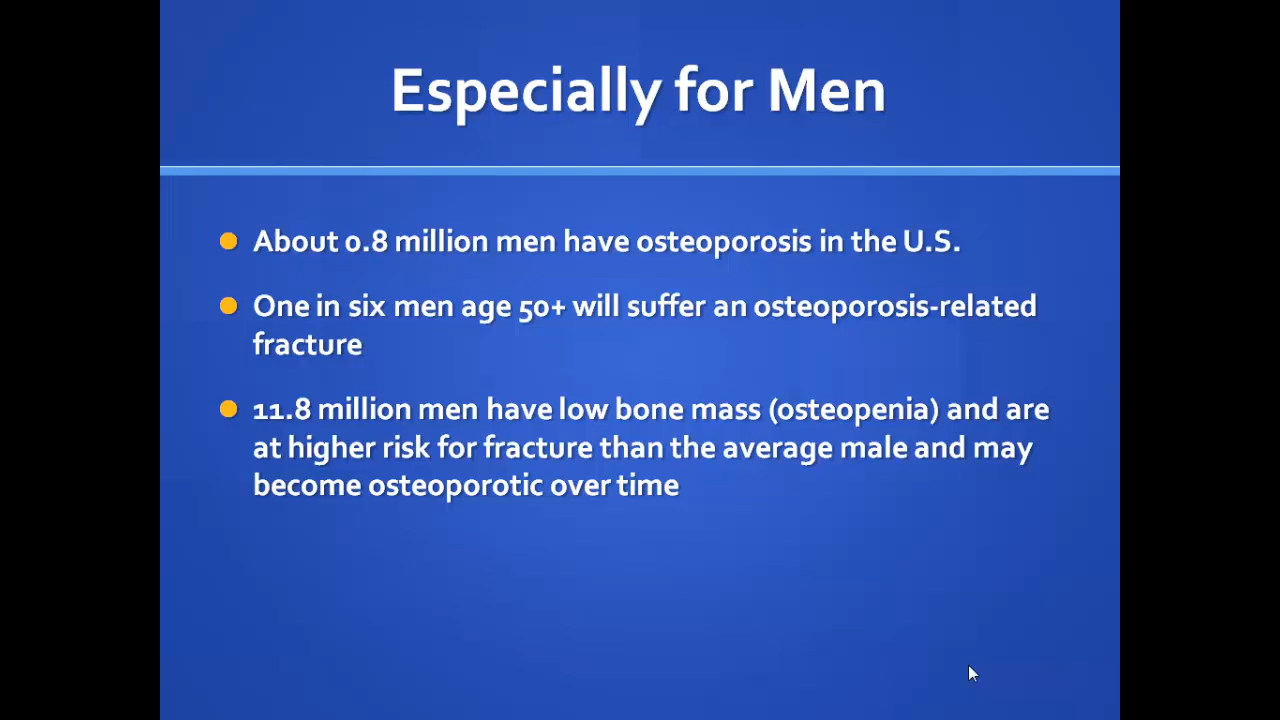 Especially for Men
About 0.8 million men have osteoporosis in the U.S.
One in six men age 50+ will suffer an osteoporosis-related
fracture
11.8 million men have low bone mass (osteopenia) and are
at higher risk for fracture than the average male and may
become osteoporotic over time